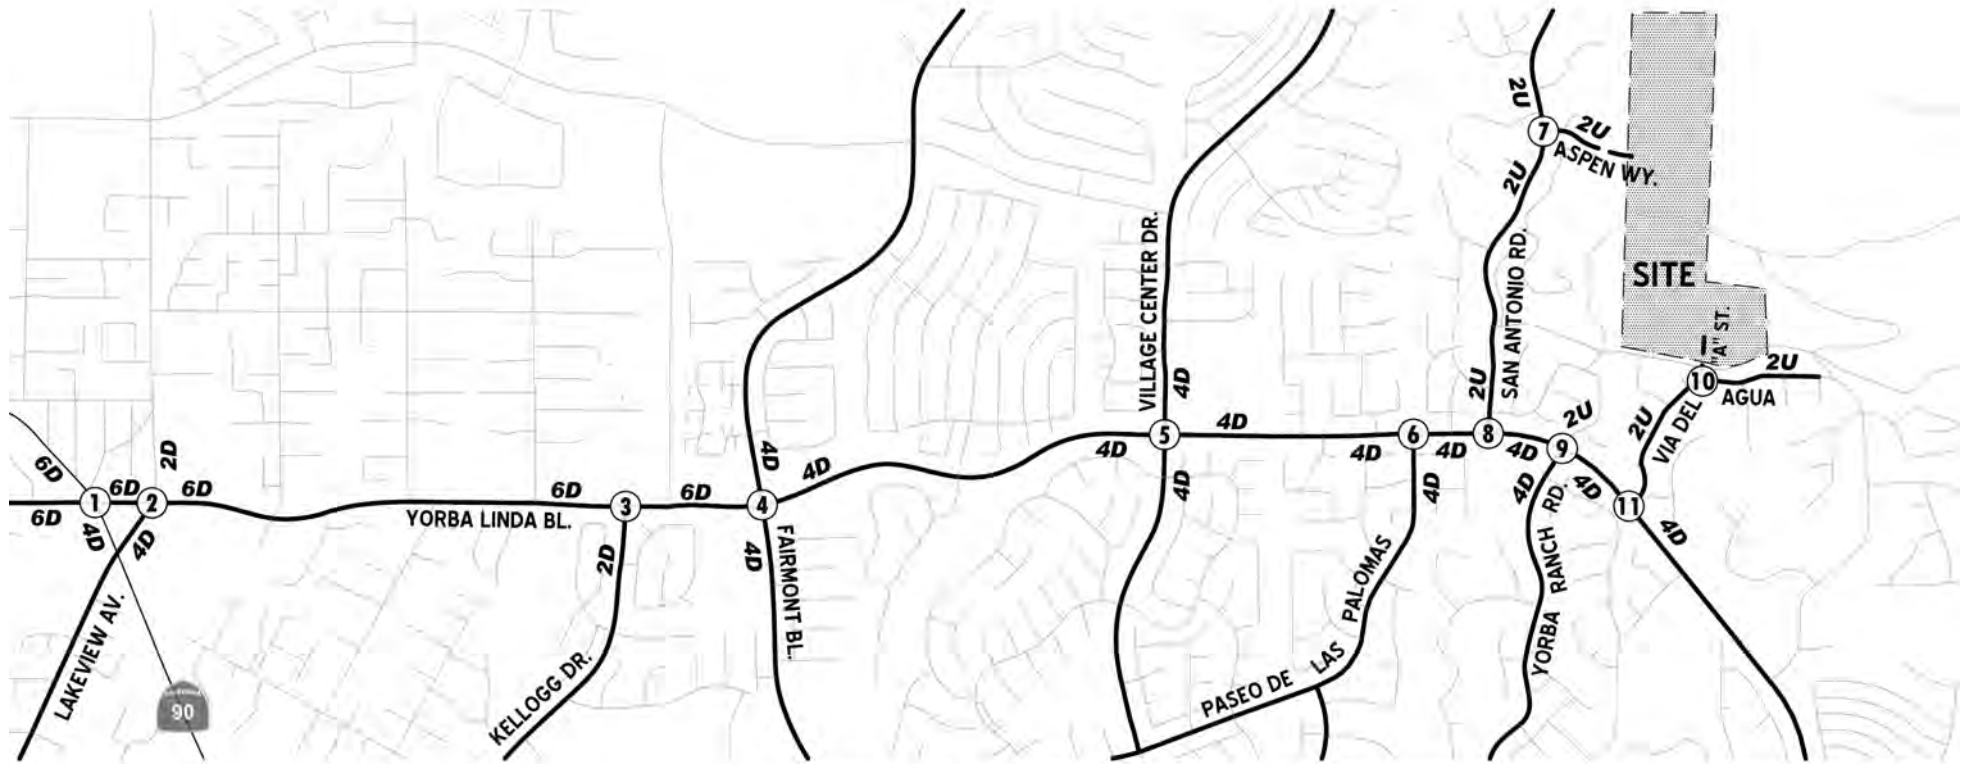 2U
7
2U
ASPEN WY.
2U
VILLAGE CENTER DR.
SAN ANTONIO RD.
SITE
"A" ST.
2U
10
AGUA
4D
2U
2U
VIA DEL
2U
5
4D
4D
6
4D
4D
8
4D
9
4D
4D
4D
4D
4D
11
4D
4D
4D
2D
6D
6D
1
6D
2
6D
6D
4D
4D
6D
3
6D
4
YORBA LINDA BL.
2D
4D
FAIRMONT BL.
LAKEVIEW AV.
90
KELLOGG DR.
PASEO DE LAS PALOMAS
YORBA RANCH RD.